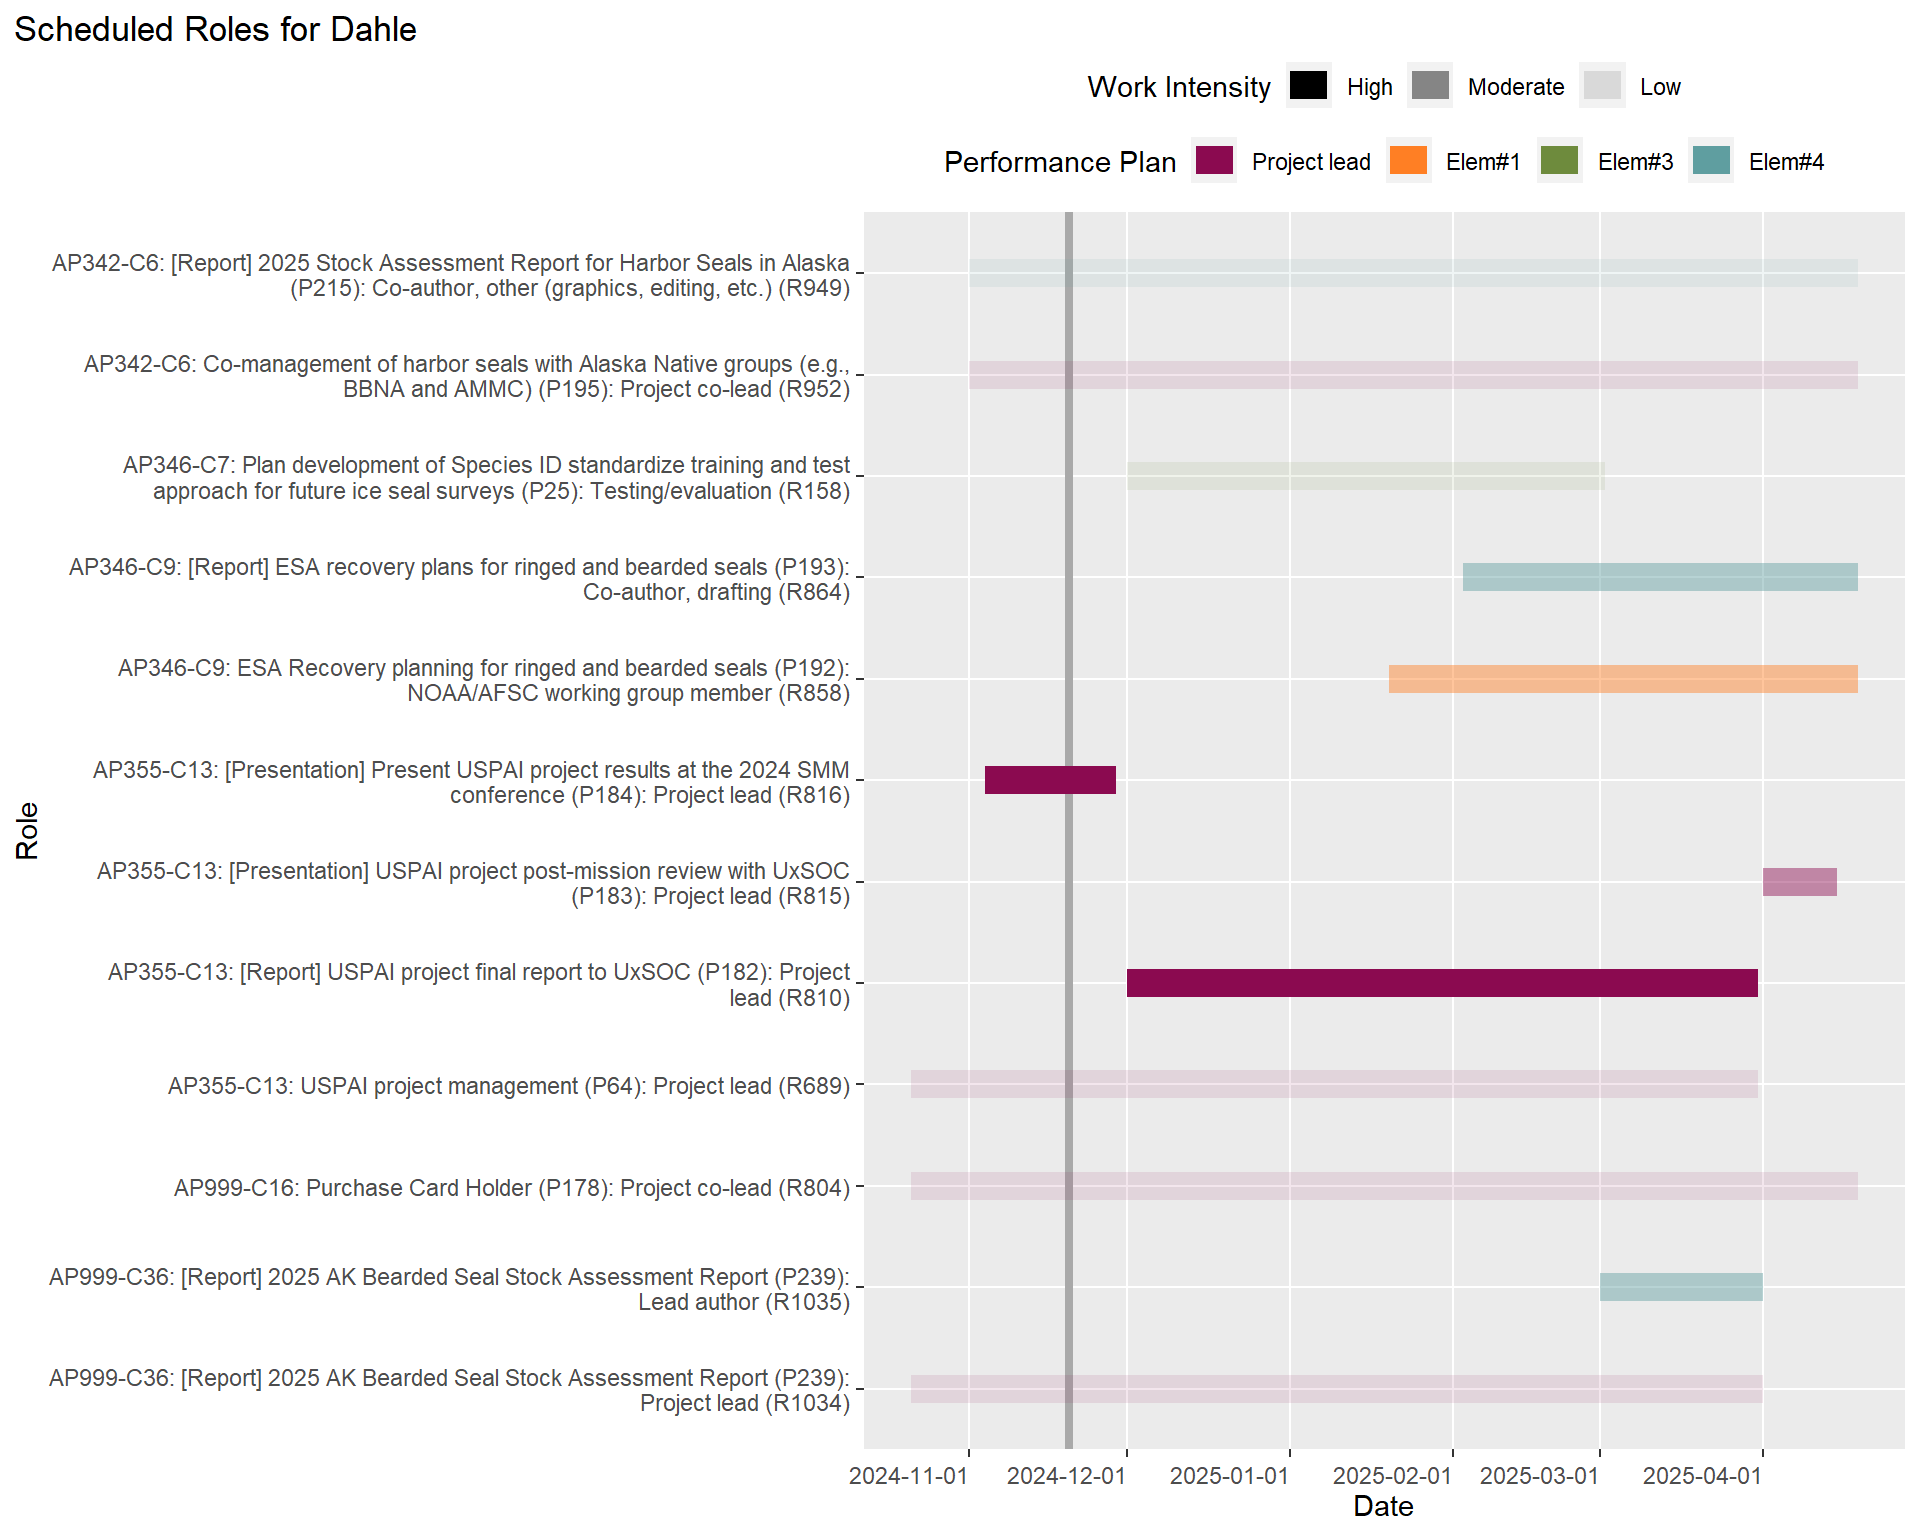 Scheduled Roles for Dahle
Work Intensity High Moderate Low
Performance Plan Project lead Elem#1 Elem#3 Elem#4
AP342-C6: [Report] 2025 Stock Assessment Report for Harbor Seals in Alaska
(P215): Co-author, other (graphics, editing, etc.) (R949)
AP342-C6: Co-management of harbor seals with Alaska Native groups (e.g.,
BBNA and AMMC) (P195): Project co-lead (R952)
AP346-C7: Plan development of Species ID standardize training and test
approach for future ice seal surveys (P25): Testing/evaluation (R158)
AP346-C9: [Report] ESA recovery plans for ringed and bearded seals (P193):
Co-author, drafting (R864)
AP346-C9: ESA Recovery planning for ringed and bearded seals (P192):
NOAA/AFSC working group member (R858)
AP355-C13: [Presentation] Present USPAI project results at the 2024 SMM
conference (P184): Project lead (R816)
AP355-C13: [Presentation] USPAI project post-mission review with UxSOC
(P183): Project lead (R815)
AP355-C13: [Report] USPAI project final report to UxSOC (P182): Project
lead (R810)
AP355-C13: USPAI project management (P64): Project lead (R689)
AP999-C16: Purchase Card Holder (P178): Project co-lead (R804)
AP999-C36: [Report] 2025 AK Bearded Seal Stock Assessment Report (P239):
Lead author (R1035)
AP999-C36: [Report] 2025 AK Bearded Seal Stock Assessment Report (P239):
Project lead (R1034)
Role
2024-11-01 2024-12-01 2025-01-01 2025-02-01 2025-03-01 2025-04-01
Date